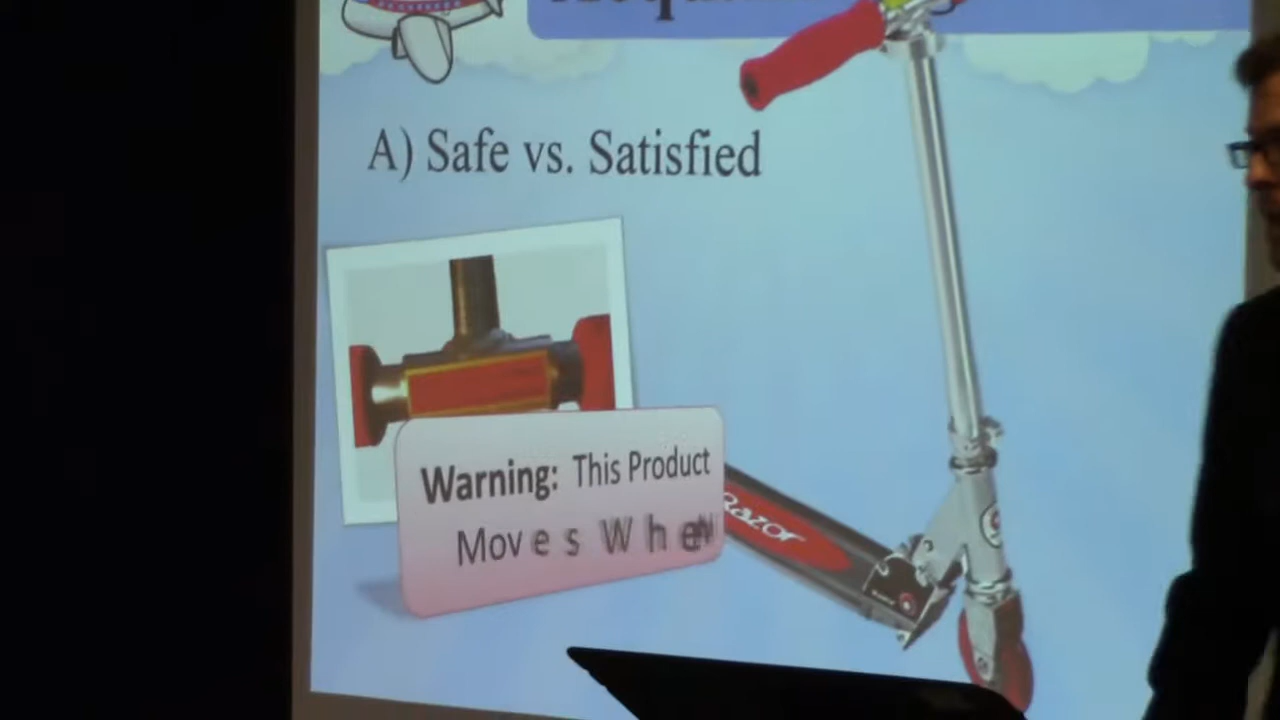 A) Safe vs. Satisfied
Warning: This Product
Moves When
Razor